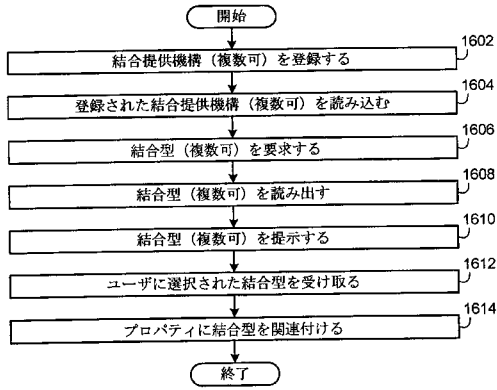 開始
1602
結合提供機構（複数可）を登録する
1604
登録された結合提供機構（複数可）を読み込む
1606
結合型（複数可）を要求する
1608
結合型（複数可）を読み出す
1610
結合型（複数可）を提示する
1612
ユーザに選択された結合型を受け取る
1614
プロパティに結合型を関連付ける
終了